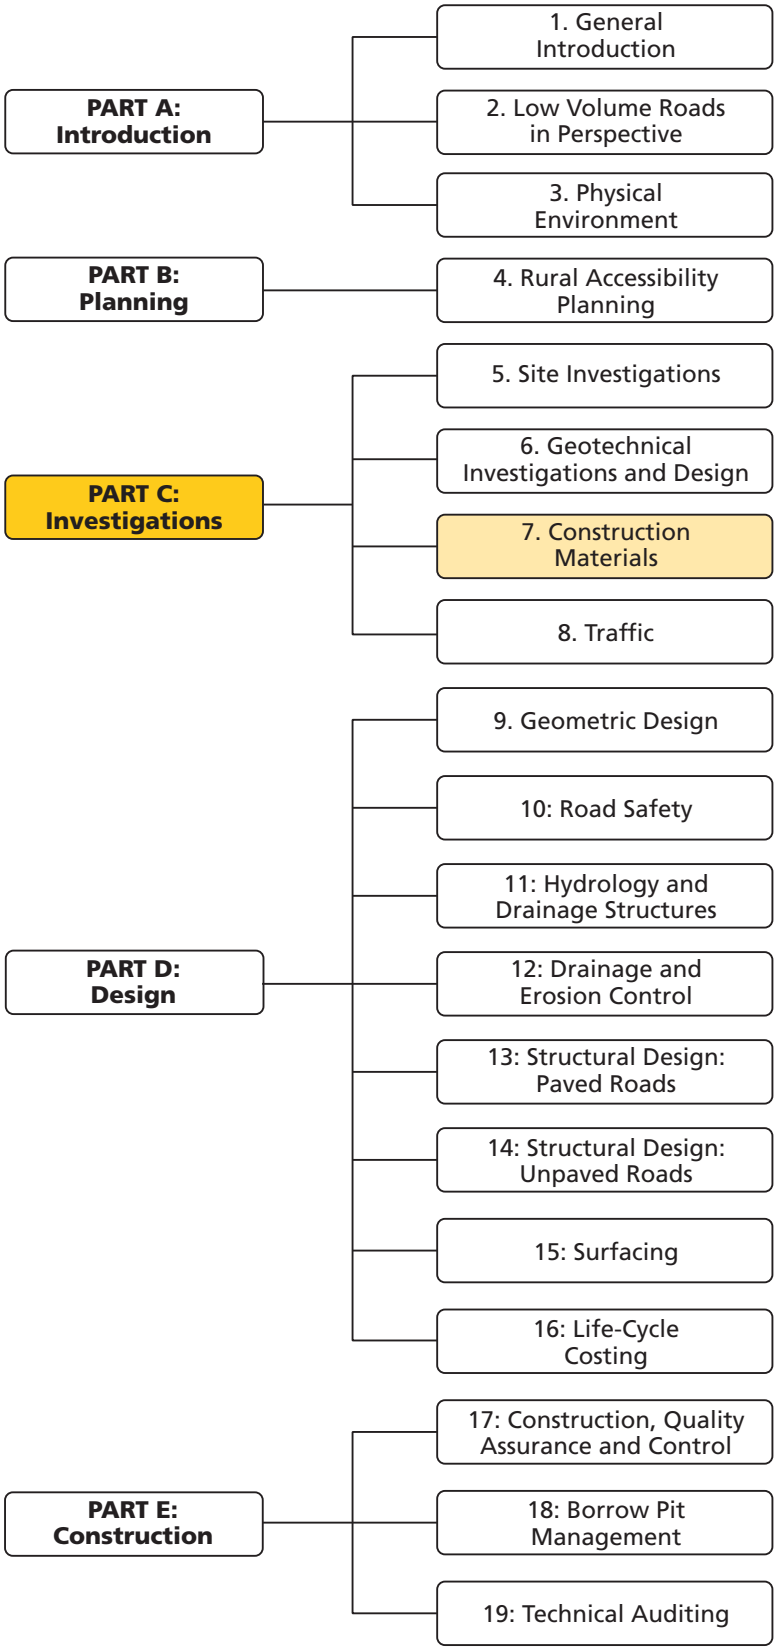 PART A:
Introduction
1. General
Introduction
2. Low Volume Roads
in Perspective
3. Physical
Environment
PART B:
Planning
4. Rural Accessibility
Planning
PART C:
Investigations
5. Site Investigations
6. Geotechnical
Investigations and Design
7. Construction
Materials
8. Traffic
PART D:
Design
9. Geometric Design
10: Road Safety
11: Hydrology and
Drainage Structures
12: Drainage and
Erosion Control
13: Structural Design:
Paved Roads
14: Structural Design:
Unpaved Roads
15: Surfacing
16: Life-Cycle
Costing
PART E:
Construction
17: Construction, Quality
Assurance and Control
18: Borrow Pit
Management
19: Technical Auditing